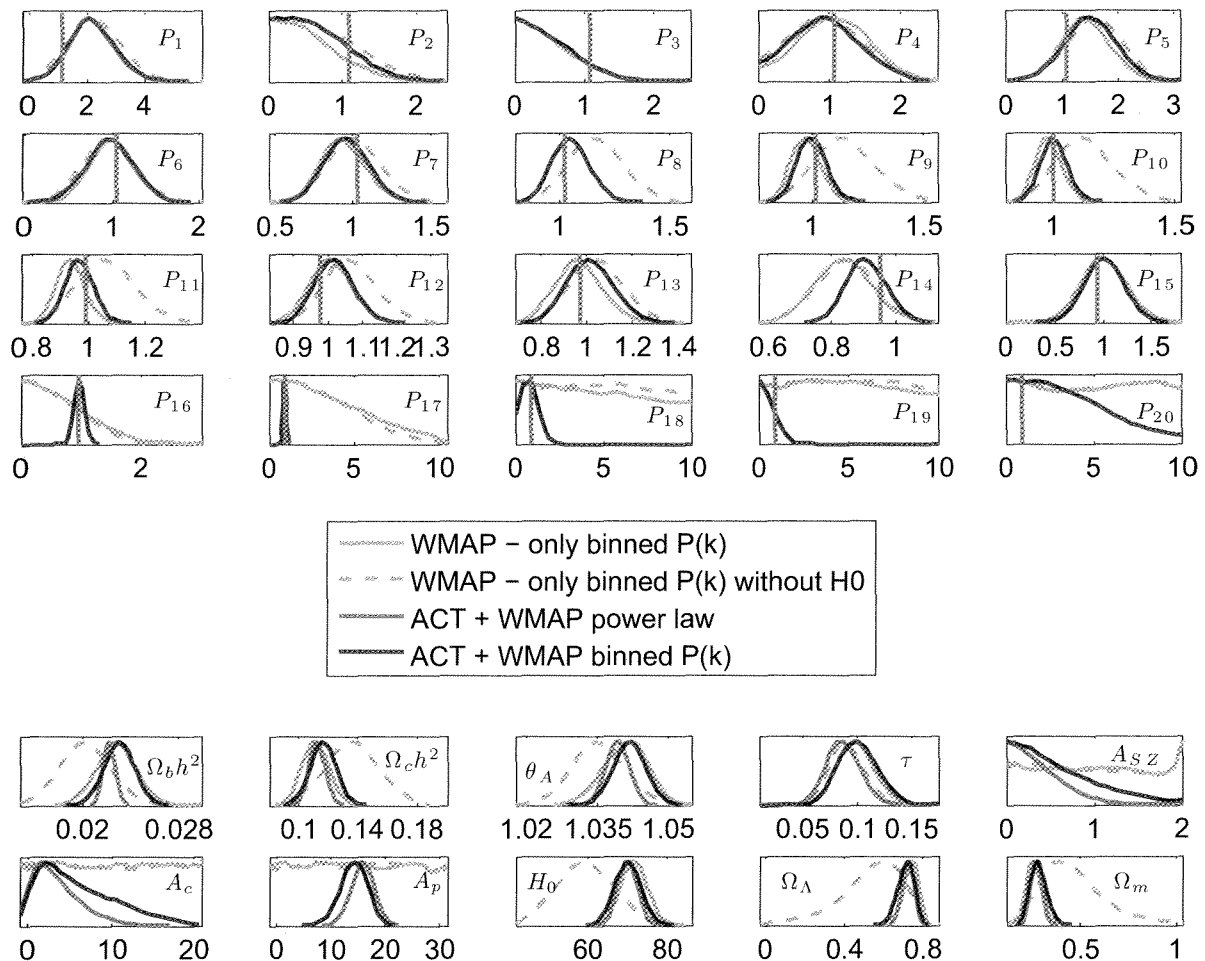 P1 P2 P3 P4 P5
0 2 4 0 1 2 0 1 2 0 1 2 0 1 2 3
P6 P7 P8 P9 P10
0 1 2 0.5 1 1.5 1 1 1.5 1 1.5
P11 P12 P13 P14 P15
0.8 1 1.2 0.9 1 1.1 1.2 1.3 0.8 1 1.2 1.4 0.6 0.8 1 0 0.5 1 1.5
P16 P17 P18 P19 P20
0 2 0 5 10 0 5 10 0 5 10 0 5 10
WMAP − only binned P(k)
WMAP − only binned P(k) without H0
ACT + WMAP power law
ACT + WMAP binned P(k)
Ωbh² Ωch² θA τ ASZ
0.02 0.028 0.1 0.14 0.18 1.02 1.035 1.05 0.05 0.1 0.15 0 1 2
Ac Ap H0 ΩΛ Ωm
0 10 20 0 10 20 30 60 80 0 0.4 0.8 0.5 1